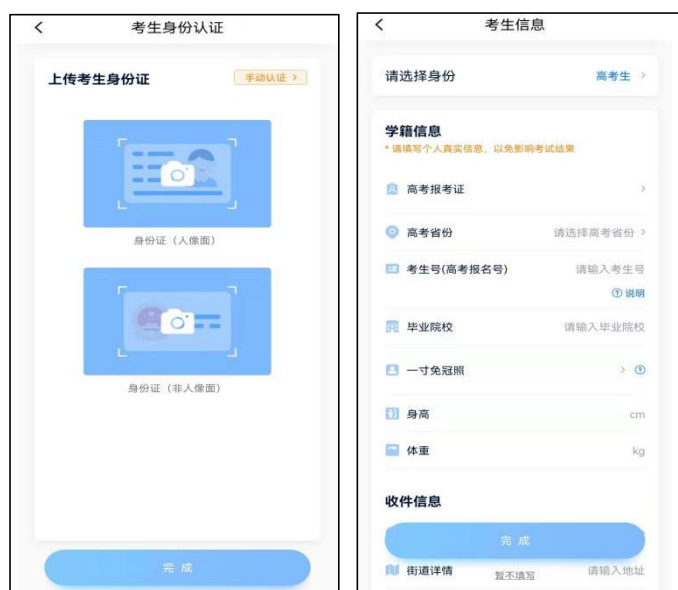 考生身份认证
上传考生身份证
手动认证 >
身份证（人像面）
身份证（非人像面）
完成
考生信息
请选择身份 高考生 >
学籍信息
* 请填写个人真实信息，以免影响考试结果
高考报考证 >
高考省份 请选择高考省份 >
考生号(高考报名号) 请输入考生号
? 说明
毕业院校 请输入毕业院校
一寸免冠照 > ?
身高 cm
体重 kg
收件信息
完成
街道详情 请输入地址
暂不填写